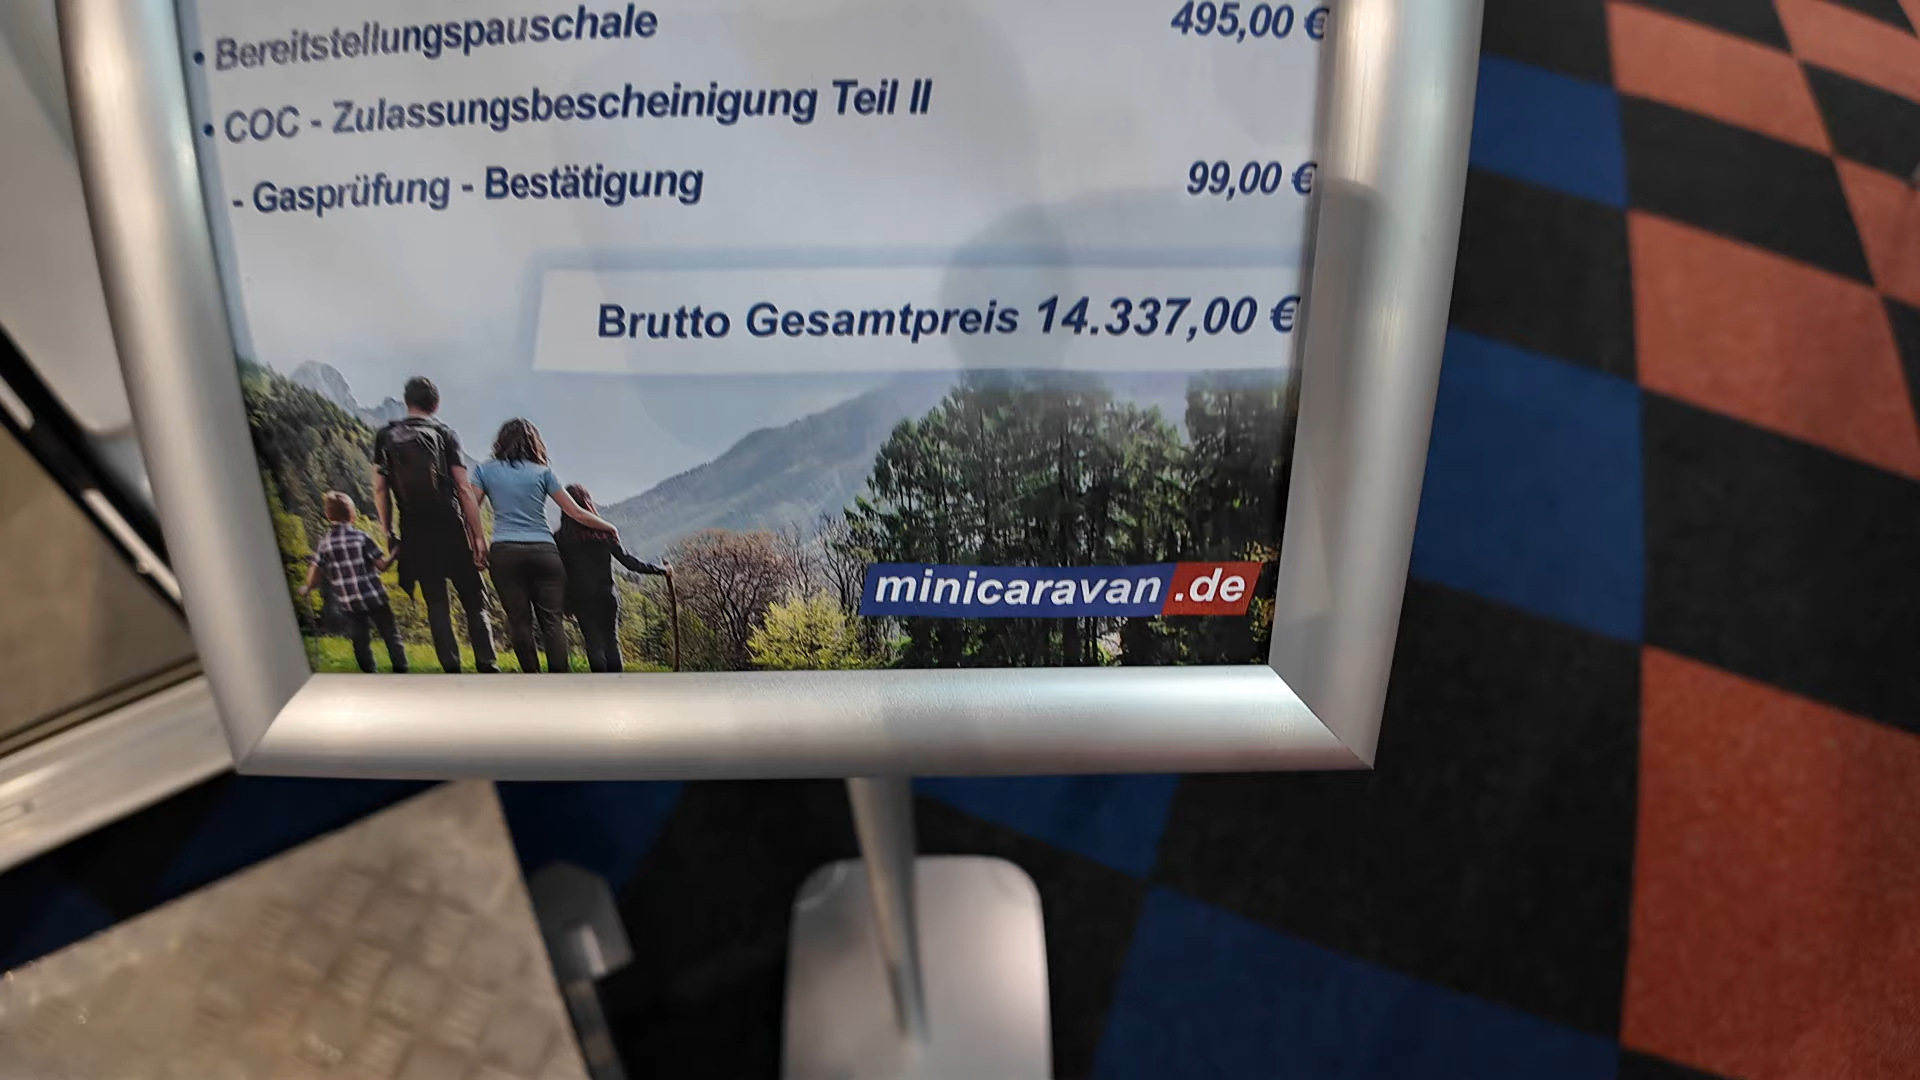 • Bereitstellungspauschale 495,00 €
• COC - Zulassungsbescheinigung Teil II
- Gasprüfung - Bestätigung 99,00 €
Brutto Gesamtpreis 14.337,00 €
minicaravan.de